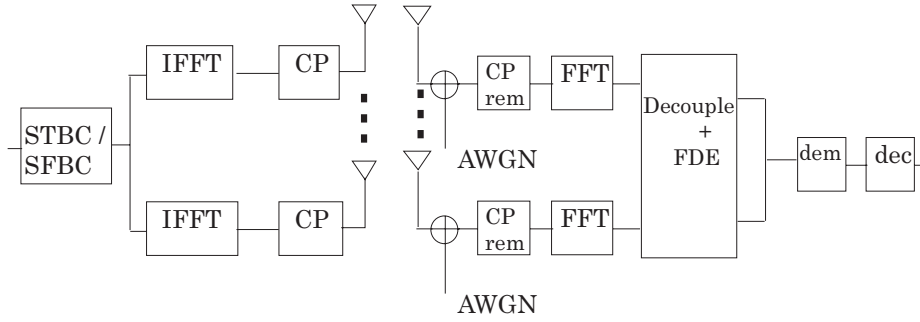 IFFT
CP
STBC /
SFBC
IFFT
CP
CP
rem
FFT
AWGN
CP
rem
FFT
AWGN
Decouple
+
FDE
dem
dec